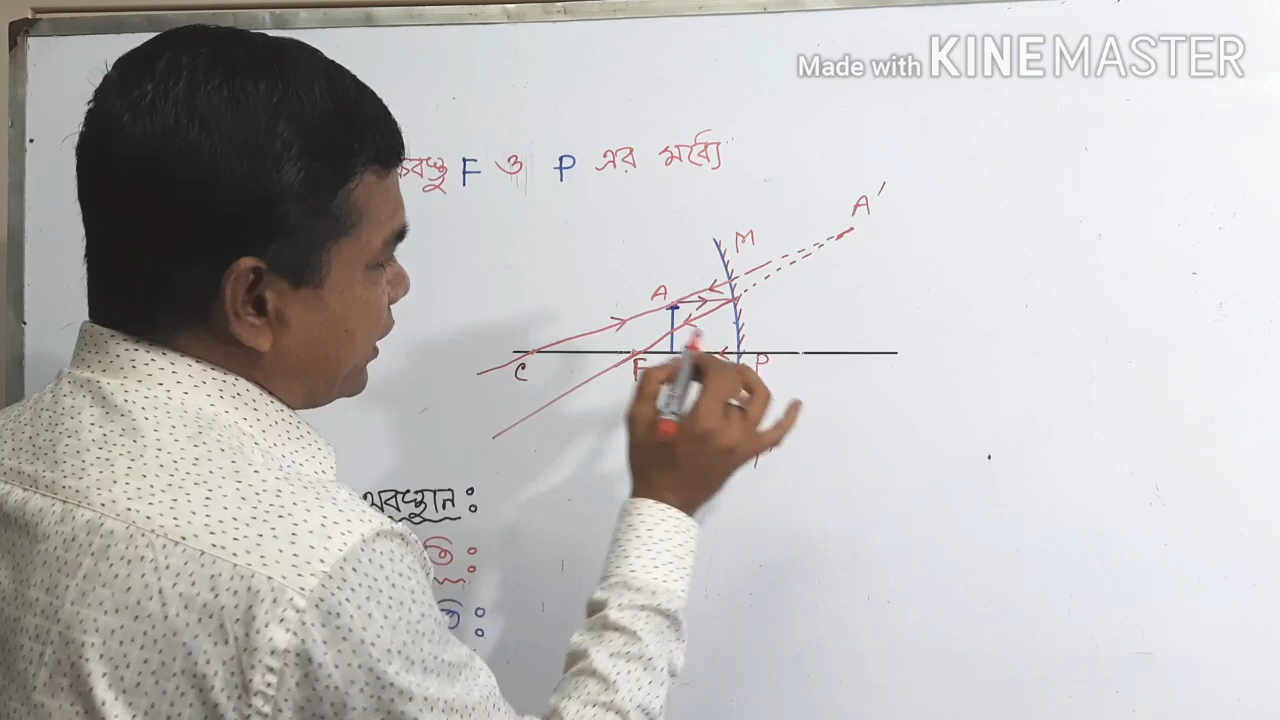 Made with KINEMASTER
F ও P এর মধ্যে
A′
M
A
C F P
অবস্থান :
তি :
তি :